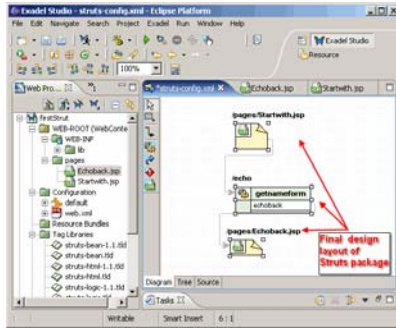 Exadel Studio - struts-config.xml - Eclipse Platform
File Edit Navigate Search Project Exadel Run Window Help
Exadel Studio
Resource
100%
Web Pro...
*struts-config.xml
Echoback.jsp
Startwith.jsp
firstStrut
WEB-ROOT (WebConte
WEB-INF
lib
pages
Echoback.jsp
Startwith.jsp
Configuration
default
web.xml
Resource Bundles
Tag Libraries
struts-bean-1.1.tld
struts-bean.tld
struts-html-1.1.tld
struts-html.tld
struts-logic-1.1.tld
/pages/Startwith.jsp
/echo
getnameform
echoback
/pages/Echoback.jsp
Final design
layout of
Struts package
Diagram Tree Source
Tasks
Writable
Smart Insert
6 : 1